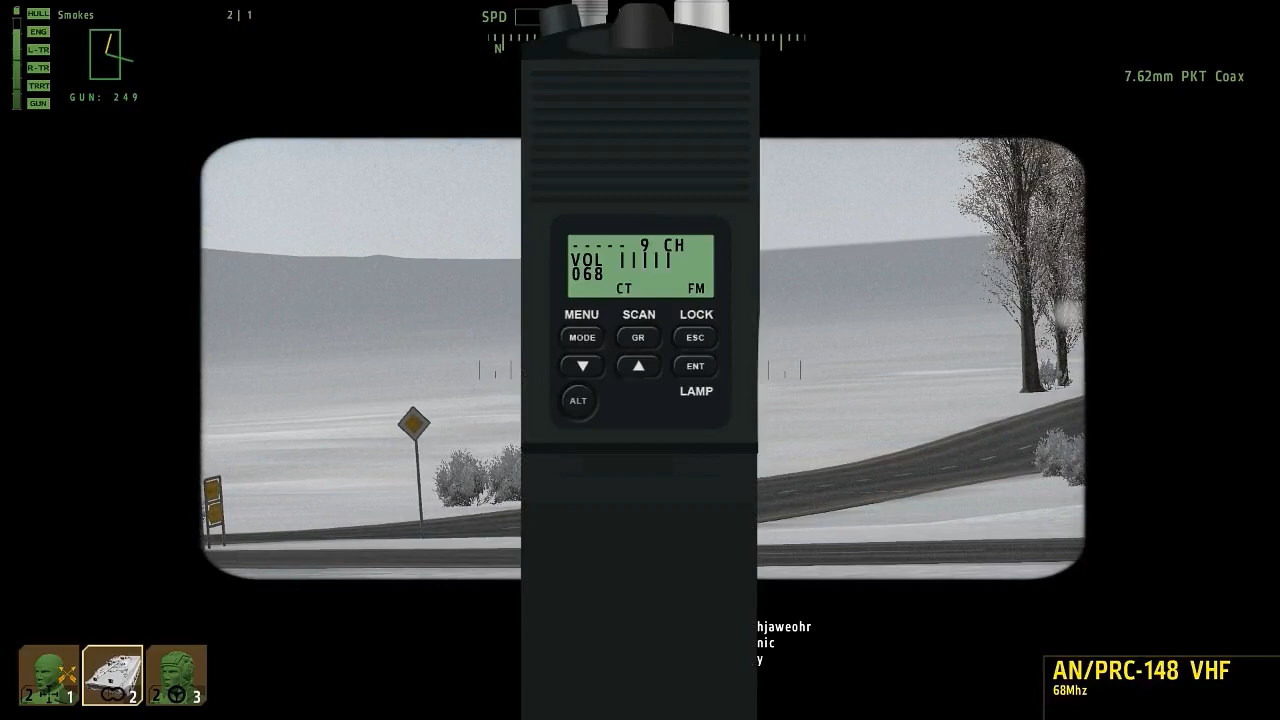 HULL
ENG
L-TR
R-TR
TRRT
GUN
Smokes
2 | 1
GUN: 249
SPD
N
7.62mm PKT Coax
----- 9 CH
VOL |||||
068
CT FM
MENU SCAN LOCK
MODE GR ESC
▼ ▲ ENT
ALT LAMP
hjaweohr
nic
y
2 1
2
2 3
AN/PRC-148 VHF
68Mhz